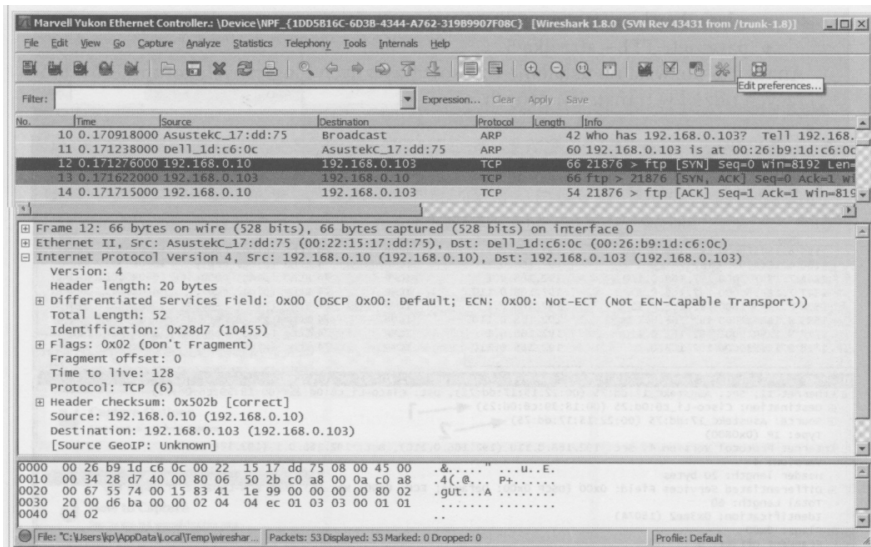 Marvell Yukon Ethernet Controller.: \Device\NPF_{1DD5B16C-6D3B-4344-A762-319B9907F08C} [Wireshark 1.8.0 (SVN Rev 43431 from /trunk-1.8)]
File Edit View Go Capture Analyze Statistics Telephony Tools Internals Help
Edit preferences...
Filter: Expression... Clear Apply Save
No. Time Source Destination Protocol Length Info
10 0.170918000 AsustekC_17:dd:75 Broadcast ARP 42 Who has 192.168.0.103? Tell 192.168.
11 0.171238000 Dell_1d:c6:0c AsustekC_17:dd:75 ARP 60 192.168.0.103 is at 00:26:b9:1d:c6:0c
12 0.171276000 192.168.0.10 192.168.0.103 TCP 66 21876 > ftp [SYN] Seq=0 Win=8192 Len=
13 0.171622000 192.168.0.103 192.168.0.10 TCP 66 ftp > 21876 [SYN, ACK] Seq=0 Ack=1 Wi
14 0.171715000 192.168.0.10 192.168.0.103 TCP 54 21876 > ftp [ACK] Seq=1 Ack=1 Win=819
Frame 12: 66 bytes on wire (528 bits), 66 bytes captured (528 bits) on interface 0
Ethernet II, Src: AsustekC_17:dd:75 (00:22:15:17:dd:75), Dst: Dell_1d:c6:0c (00:26:b9:1d:c6:0c)
Internet Protocol Version 4, Src: 192.168.0.10 (192.168.0.10), Dst: 192.168.0.103 (192.168.0.103)
Version: 4
Header length: 20 bytes
Differentiated Services Field: 0x00 (DSCP 0x00: Default; ECN: 0x00: Not-ECT (Not ECN-Capable Transport))
Total Length: 52
Identification: 0x28d7 (10455)
Flags: 0x02 (Don't Fragment)
Fragment offset: 0
Time to live: 128
Protocol: TCP (6)
Header checksum: 0x502b [correct]
Source: 192.168.0.10 (192.168.0.10)
Destination: 192.168.0.103 (192.168.0.103)
[Source GeoIP: Unknown]
0000 00 26 b9 1d c6 0c 00 22 15 17 dd 75 08 00 45 00 .&....." ...u..E.
0010 00 34 28 d7 40 00 80 06 50 2b c0 a8 00 0a c0 a8 .4(.@... P+......
0020 00 67 55 74 00 15 83 41 1e 99 00 00 00 00 80 02 .gUt...A ........
0030 20 00 d6 ba 00 00 02 04 04 ec 01 03 03 00 01 01
0040 04 02 ..
File: "C:\Users\kp\AppData\Local\Temp\wireshar... Packets: 53 Displayed: 53 Marked: 0 Dropped: 0 Profile: Default